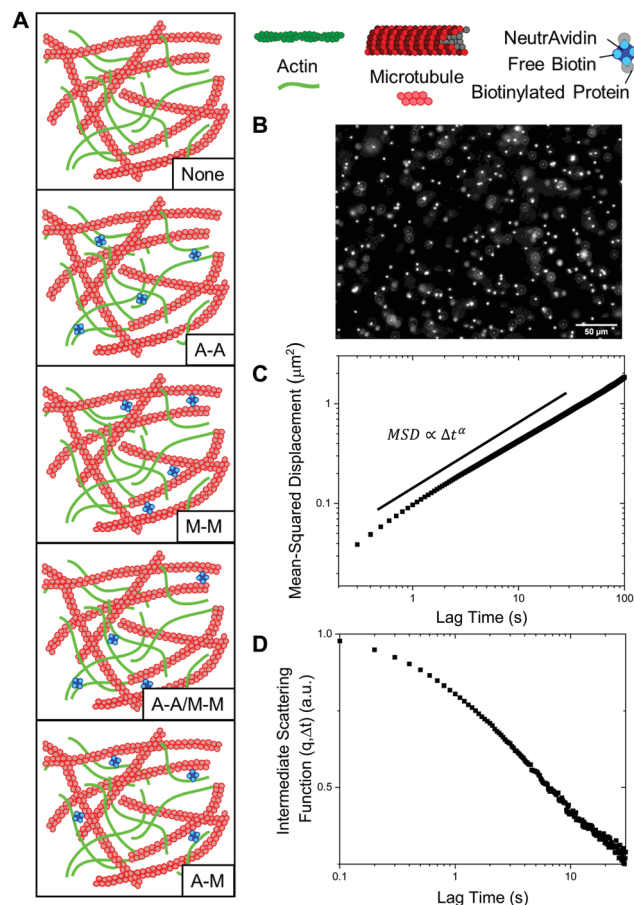 A
None
A-A
M-M
A-A/M-M
A-M
Actin
Microtubule
NeutrAvidin
Free Biotin
Biotinylated Protein
B
50 μm
C
Mean-Squared Displacement (μm²)
1
0.1
MSD ∝ Δtᵅ
1
10
100
Lag Time (s)
D
Intermediate Scattering
Function (q,Δt) (a.u.)
1.0
0.5
0.1
1
10
Lag Time (s)